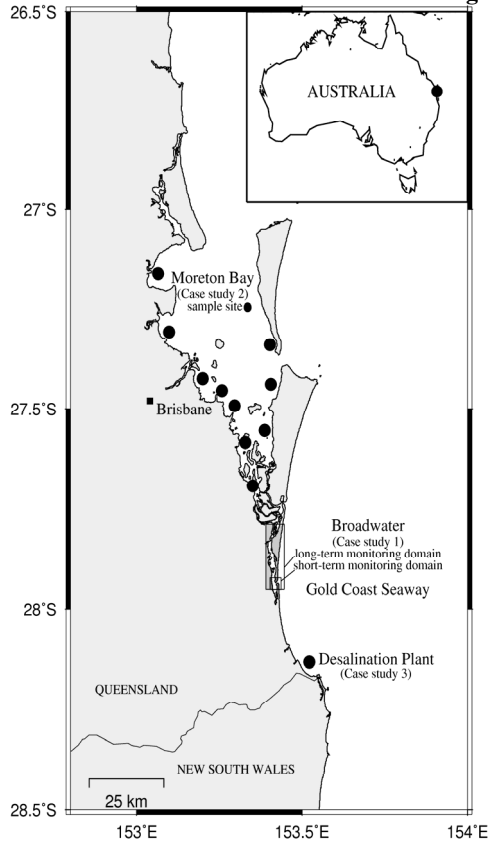 g
26.5˚S
AUSTRALIA
27˚S
Moreton Bay
(Case study 2)
sample site
27.5˚S
Brisbane
Broadwater
(Case study 1)
long-term monitoring domain
short-term monitoring domain
Gold Coast Seaway
28˚S
Desalination Plant
(Case study 3)
QUEENSLAND
NEW SOUTH WALES
25 km
28.5˚S
153˚E
153.5˚E
154˚E